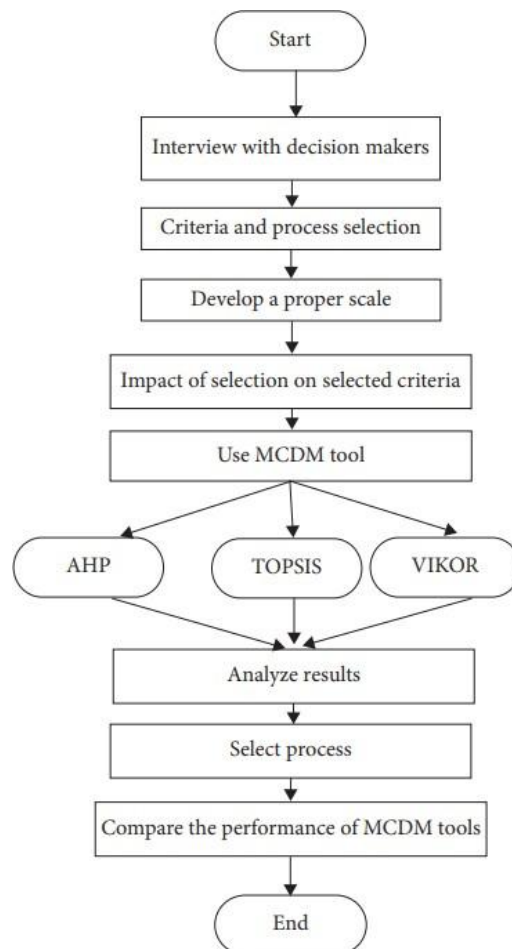 Start
Interview with decision makers
Criteria and process selection
Develop a proper scale
Impact of selection on selected criteria
Use MCDM tool
AHP
TOPSIS
VIKOR
Analyze results
Select process
Compare the performance of MCDM tools
End